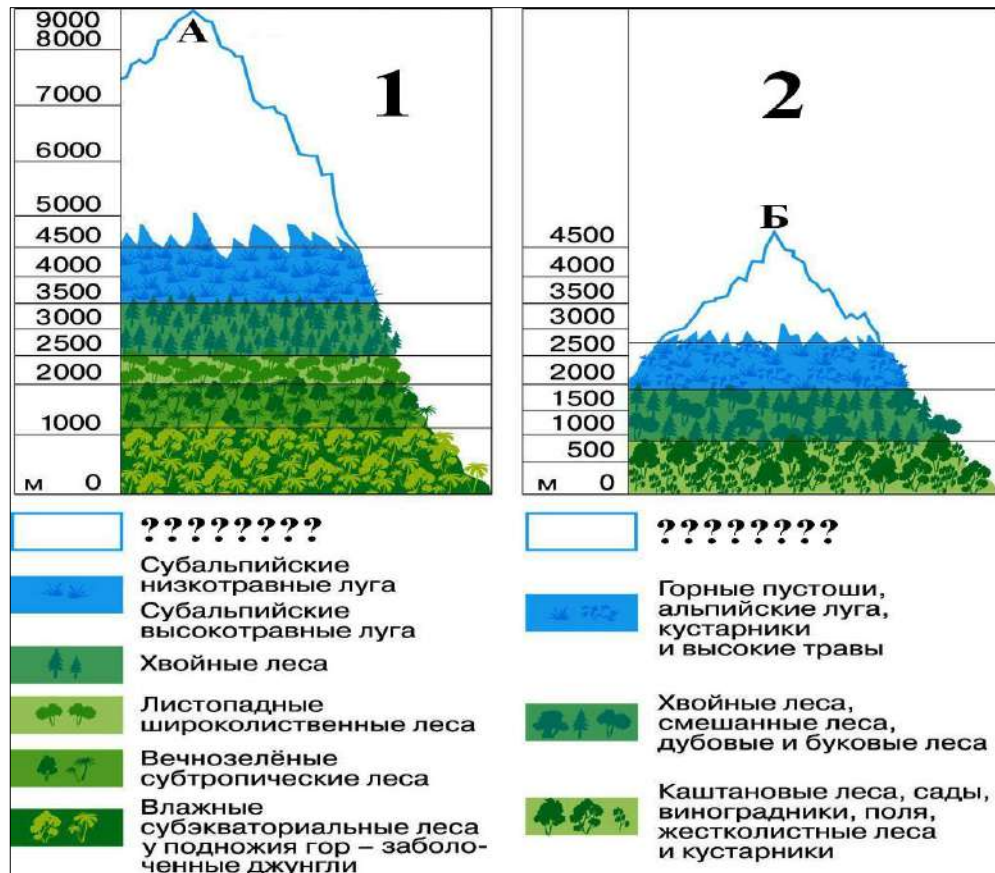 9000
8000
7000
6000
5000
4500
4000
3500
3000
2500
2000
1000
м 0
А
1
????????
Субальпийские
низкотравные луга
Субальпийские
высокотравные луга
Хвойные леса
Листопадные
широколиственные леса
Вечнозелёные
субтропические леса
Влажные
субэкваториальные леса
у подножия гор – заболо-
ченные джунгли
2
Б
4500
4000
3500
3000
2500
2000
1500
1000
500
м 0
????????
Горные пустоши,
альпийские луга,
кустарники
и высокие травы
Хвойные леса,
смешанные леса,
дубовые и буковые леса
Каштановые леса, сады,
виноградники, поля,
жестколистные леса
и кустарники